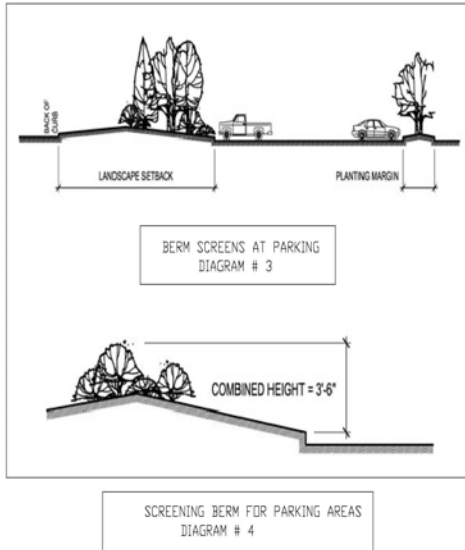 BACK OF
CURB
LANDSCAPE SETBACK
PLANTING MARGIN
BERM SCREENS AT PARKING
DIAGRAM # 3
COMBINED HEIGHT = 3'-6"
SCREENING BERM FOR PARKING AREAS
DIAGRAM # 4